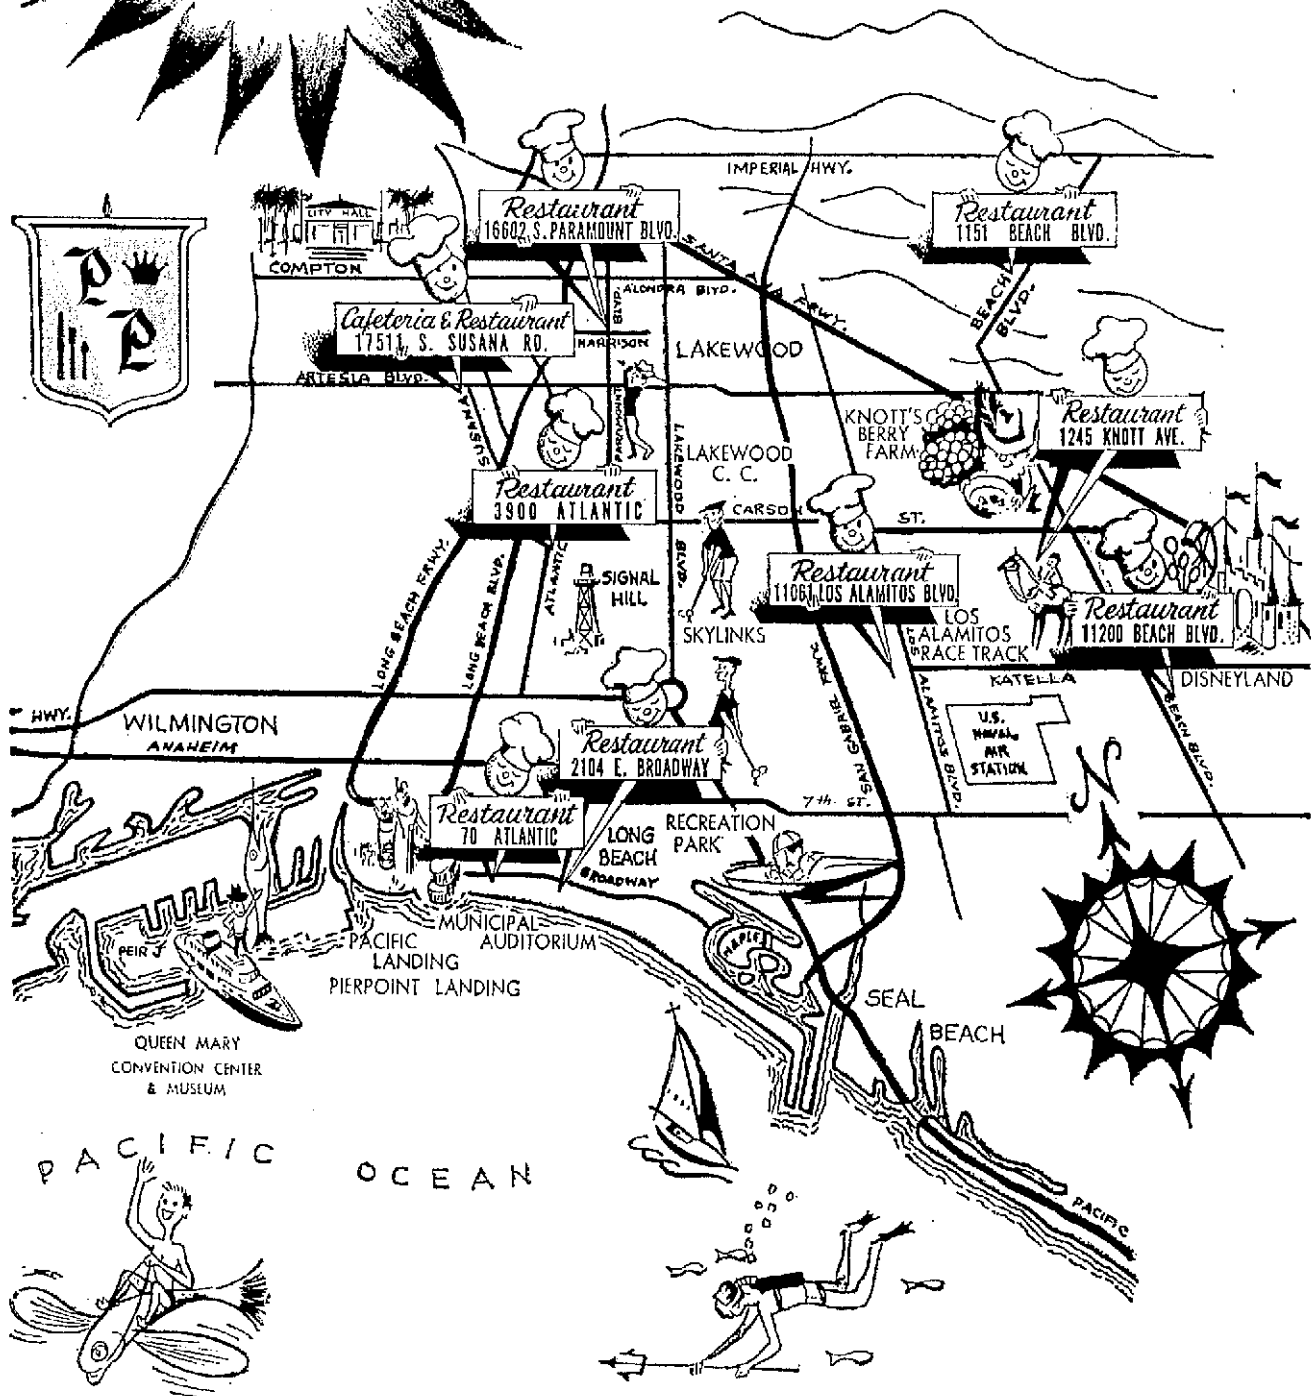 IMPERIAL HWY.
Restaurant
16602 S. PARAMOUNT BLVD.
Restaurant
1151 BEACH BLVD.
CITY HALL
COMPTON
P
P
SANTA ANA FRWY.
ALONDRA BLVD.
BLVD.
BEACH
BLVD.
Cafeteria & Restaurant
17511 S. SUSANA RD.
HARRISON
LAKEWOOD
ARTESIA BLVD.
SUSANA
PARAMOUNT
KNOTT'S
BERRY
FARM
Restaurant
1245 KNOTT AVE.
LAKEWOOD
C. C.
LAKEWOOD BLVD.
Restaurant
3900 ATLANTIC
CARSON ST.
LONG BEACH FRWY.
LONG BEACH BLVD.
ATLANTIC
SIGNAL
HILL
SKYLINKS
Restaurant
11061 LOS ALAMITOS BLVD.
LOS
ALAMITOS
RACE TRACK
Restaurant
11200 BEACH BLVD.
KATELLA
DISNEYLAND
SAN GABRIEL FRWY.
LOS
ALAMITOS BLVD.
BEACH BLVD.
U.S.
NAVAL
AIR
STATION
N
HWY.
WILMINGTON
ANAHEIM
Restaurant
2104 E. BROADWAY
7th ST.
Restaurant
70 ATLANTIC
LONG
BEACH
BROADWAY
RECREATION
PARK
MUNICIPAL
AUDITORIUM
PACIFIC
LANDING
PIERPOINT LANDING
NAPLES
PEIR J
QUEEN MARY
CONVENTION CENTER
& MUSEUM
SEAL
BEACH
PACIFIC OCEAN
PACIFIC